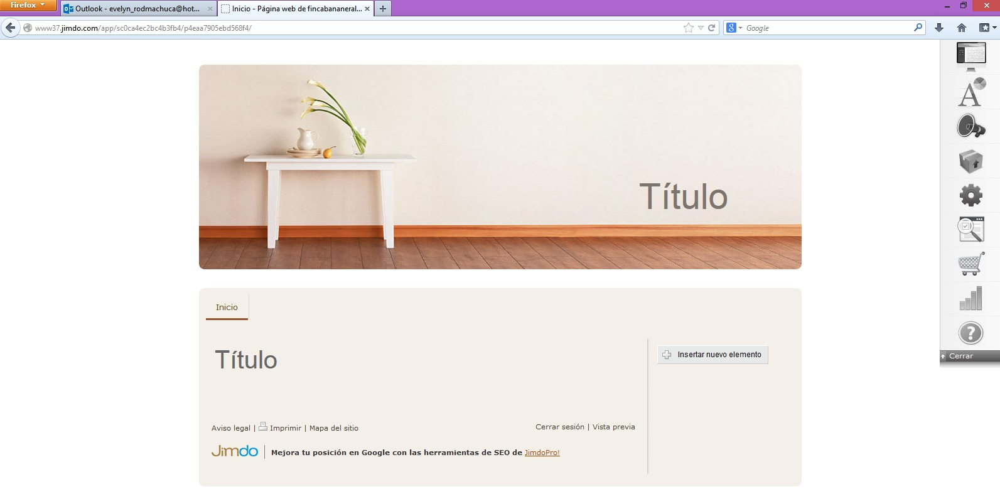 Firefox
Outlook - evelyn_rodmachuca@hot...
Inicio - Página web de fincabananeral...
www37.jimdo.com/app/sc0ca4ec2bc4b3fb4/p4eaa7905ebd568f4/
Google
Título
Inicio
Título
Insertar nuevo elemento
Cerrar
Aviso legal | Imprimir | Mapa del sitio
Cerrar sesión | Vista previa
Jimdo
Mejora tu posición en Google con las herramientas de SEO de JimdoPro!